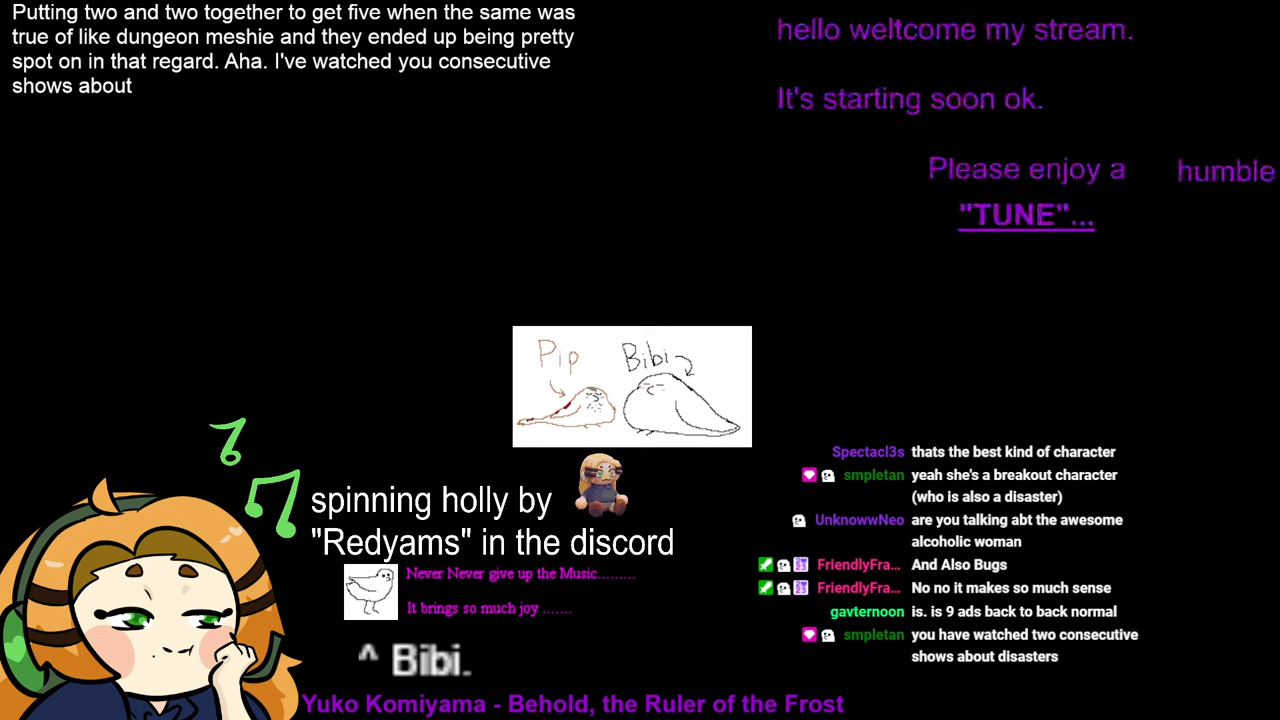 Putting two and two together to get five when the same was
true of like dungeon meshie and they ended up being pretty
spot on in that regard. Aha. I've watched you consecutive
shows about
hello weltcome my stream.
It's starting soon ok.
Please enjoy a humble
"TUNE"...
Pip Bibi
Spectacl3s thats the best kind of character
smpletan yeah she's a breakout character
(who is also a disaster)
UnknowwNeo are you talking abt the awesome
alcoholic woman
FriendlyFra... And Also Bugs
FriendlyFra... No no it makes so much sense
gavternoon is. is 9 ads back to back normal
smpletan you have watched two consecutive
shows about disasters
spinning holly by
"Redyams" in the discord
Never Never give up the Music.........
It brings so much joy .......
^ Bibi.
Yuko Komiyama - Behold, the Ruler of the Frost